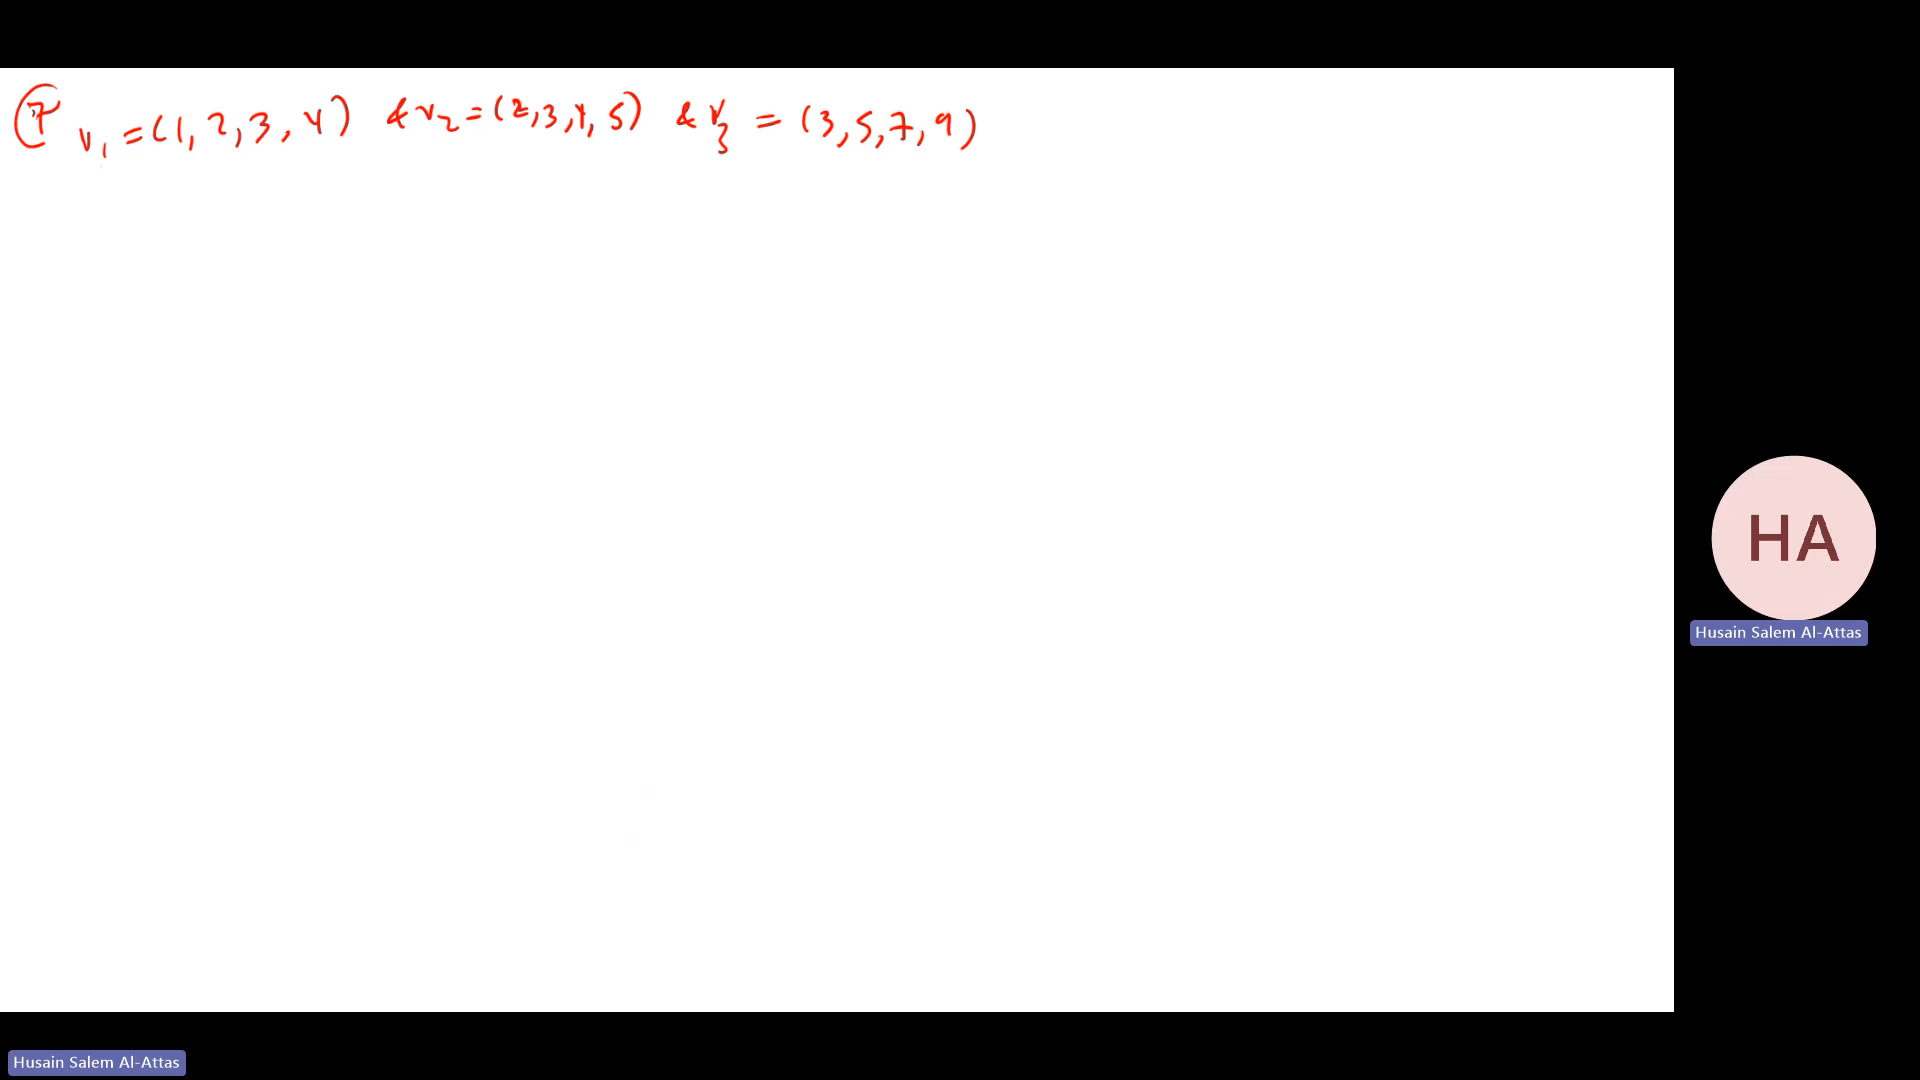 7 v₁ = (1, 2, 3, 4) & v₂ = (2, 3, 4, 5) & v₃ = (3, 5, 7, 9)
HA
Husain Salem Al-Attas
Husain Salem Al-Attas